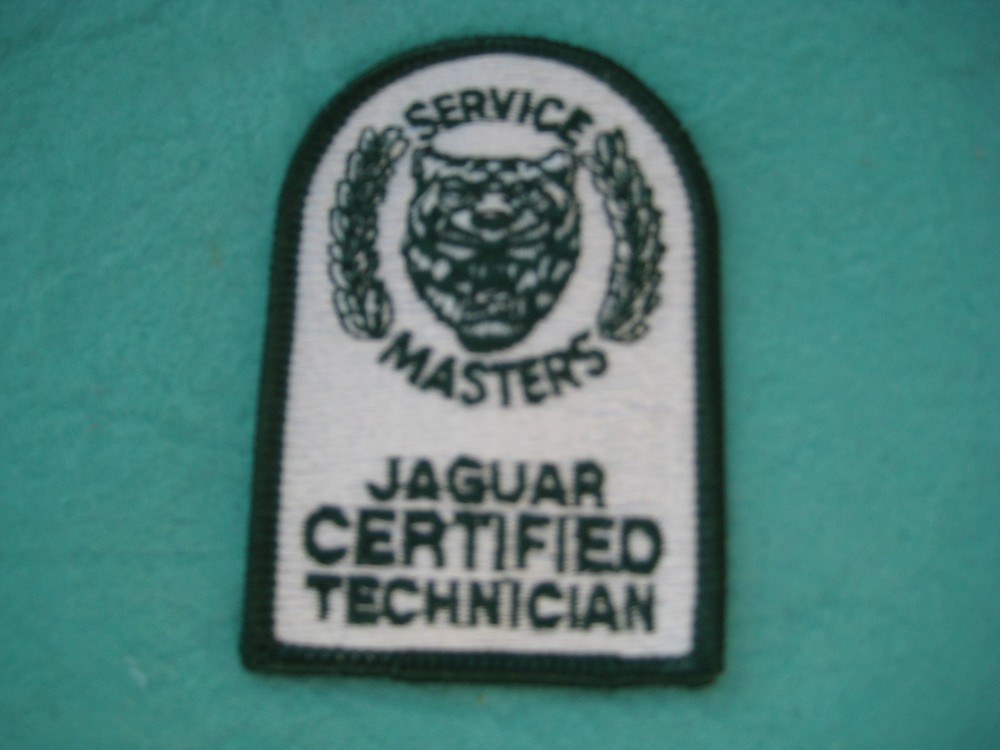 SERVICE
MASTERS
JAGUAR
CERTIFIED
TECHNICIAN